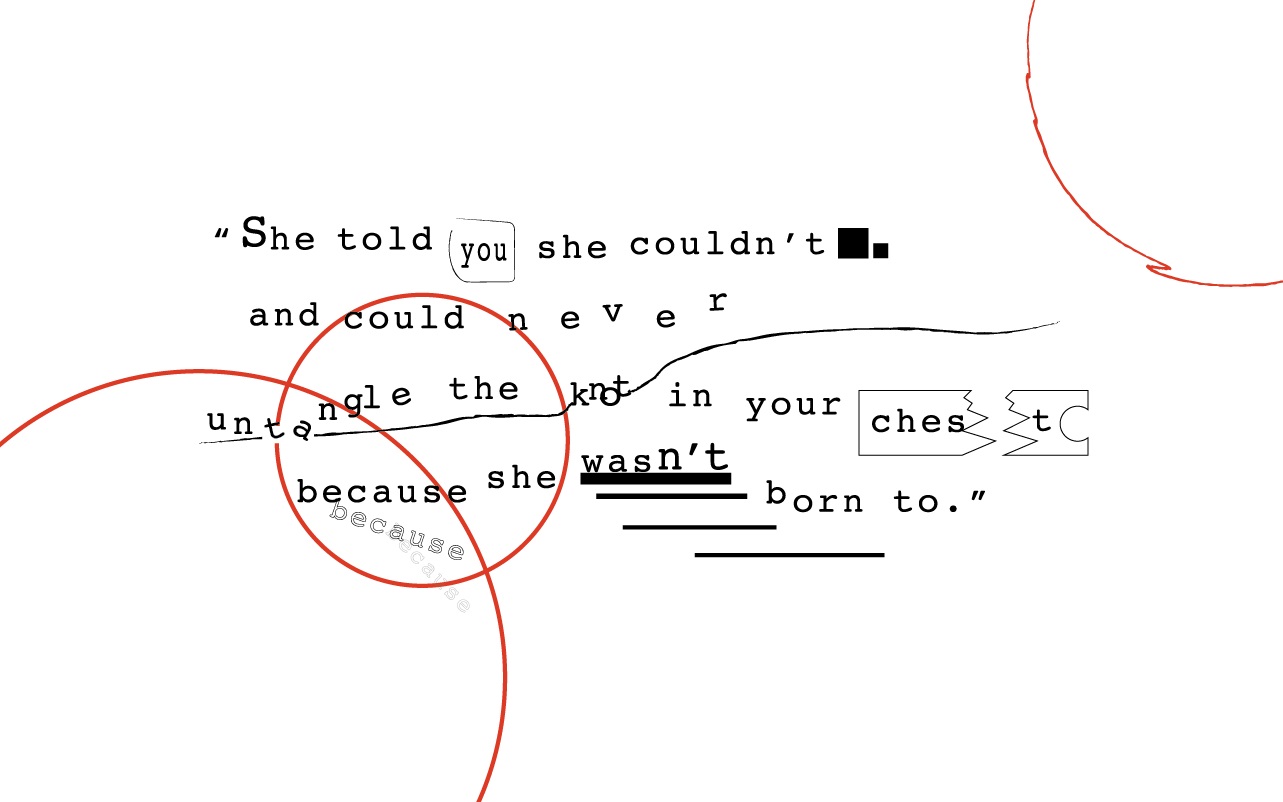 “She told you she couldn’t
and could never
untangle the knot in your chest
because she wasn’t born to.”
because
because